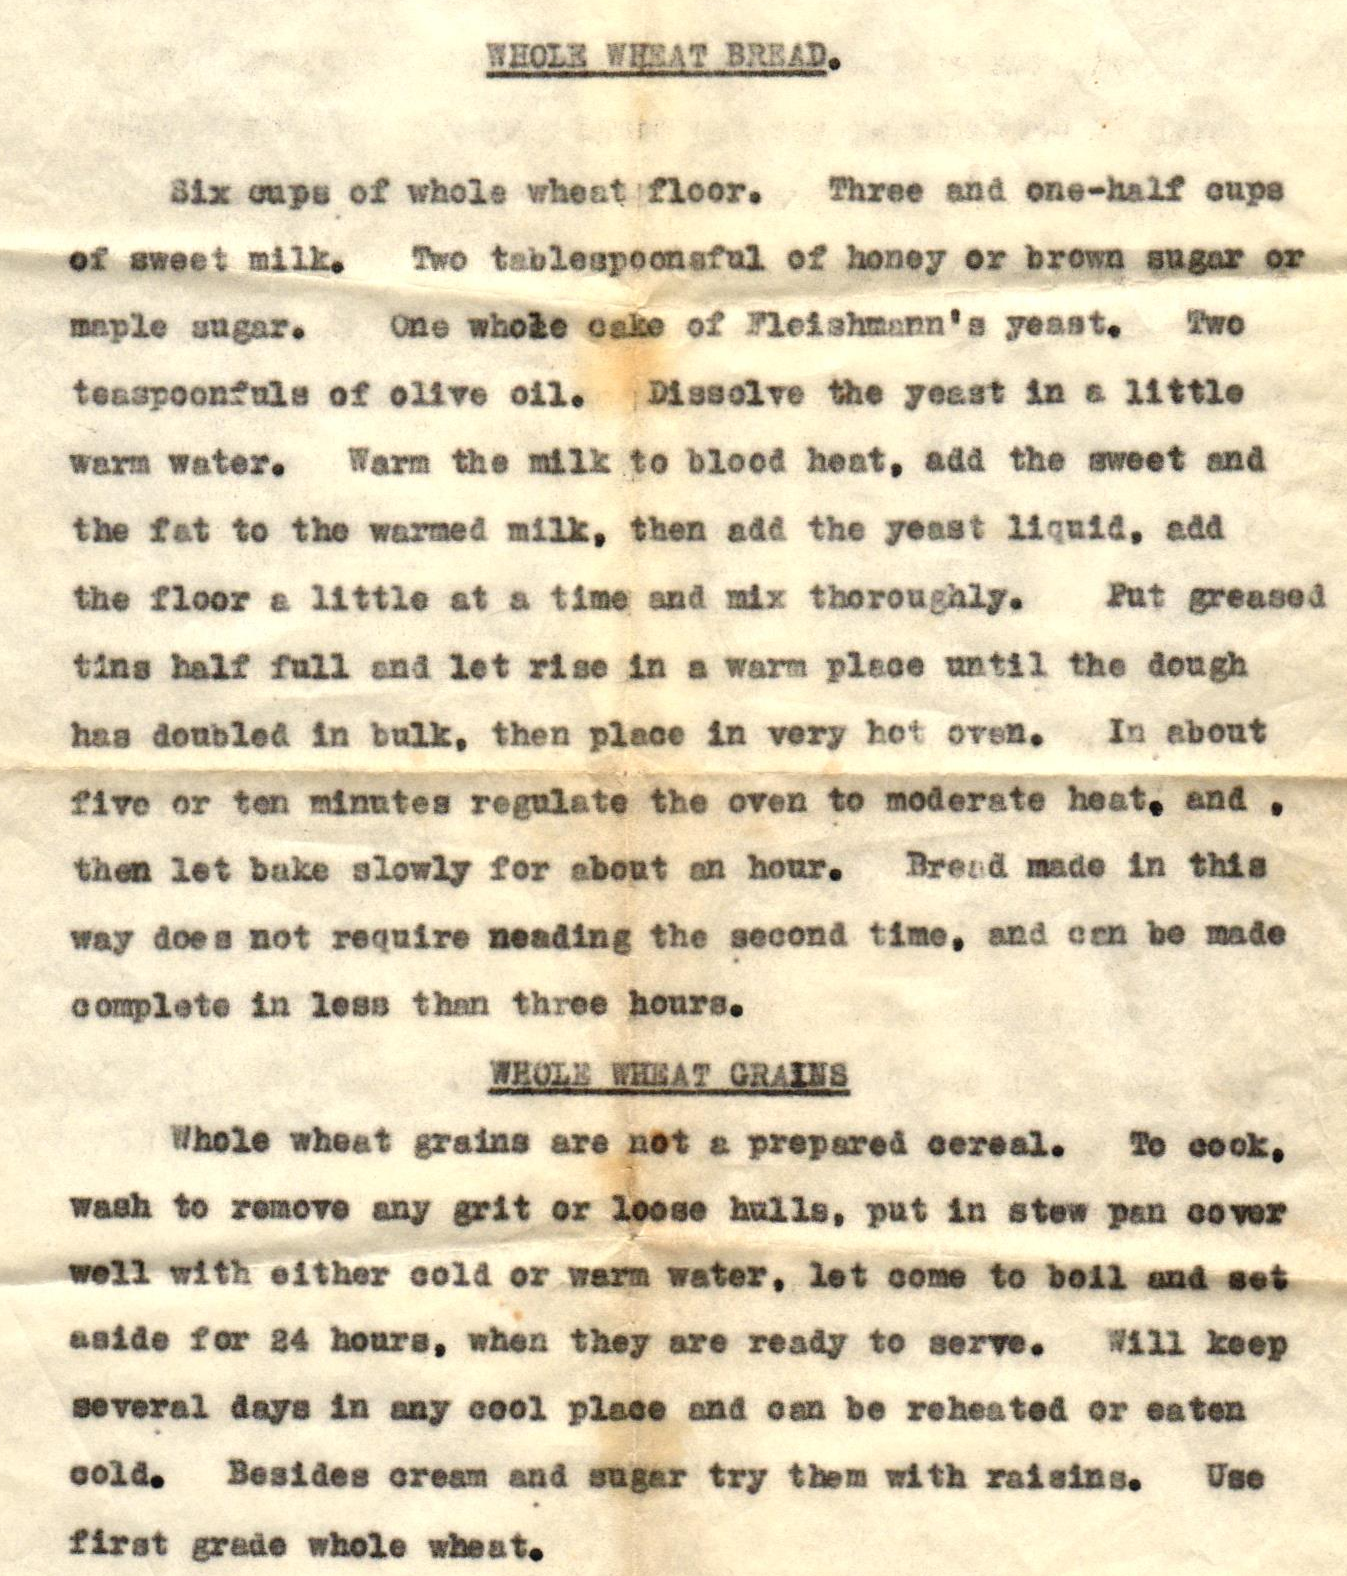 WHOLE WHEAT BREAD.
Six cups of whole wheat floor. Three and one-half cups
of sweet milk. Two tablespoonsful of honey or brown sugar or
maple sugar. One whole cake of Fleishmann's yeast. Two
teaspoonfuls of olive oil. Dissolve the yeast in a little
warm water. Warm the milk to blood heat, add the sweet and
the fat to the warmed milk, then add the yeast liquid, add
the floor a little at a time and mix thoroughly. Put greased
tins half full and let rise in a warm place until the dough
has doubled in bulk, then place in very hot oven. In about
five or ten minutes regulate the oven to moderate heat, and .
then let bake slowly for about an hour. Bread made in this
way does not require neading the second time, and can be made
complete in less than three hours.
WHOLE WHEAT GRAINS
Whole wheat grains are not a prepared cereal. To cook,
wash to remove any grit or loose hulls, put in stew pan cover
well with either cold or warm water, let come to boil and set
aside for 24 hours, when they are ready to serve. Will keep
several days in any cool place and can be reheated or eaten
cold. Besides cream and sugar try them with raisins. Use
first grade whole wheat.